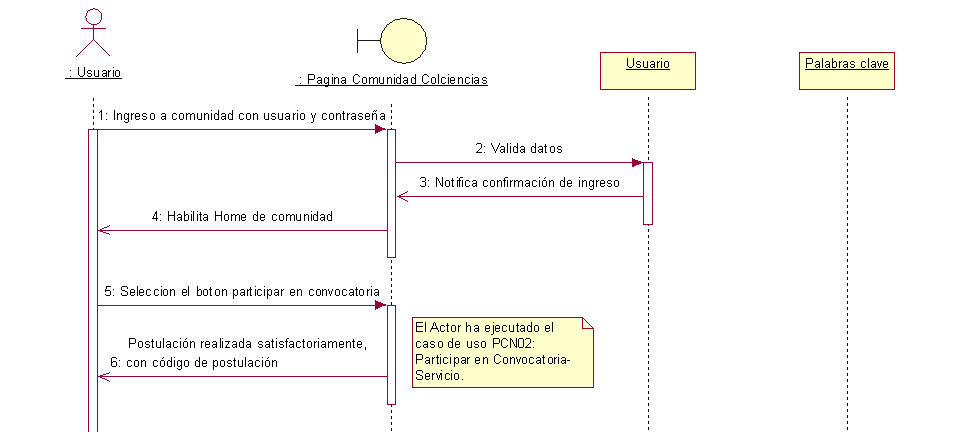 : Usuario
: Pagina Comunidad Colciencias
Usuario
Palabras clave
1: Ingreso a comunidad con usuario y contraseña
2: Valida datos
3: Notifica confirmación de ingreso
4: Habilita Home de comunidad
5: Seleccion el boton participar en convocatoria
El Actor ha ejecutado el
caso de uso PCN02:
Participar en Convocatoria-
Servicio.
Postulación realizada satisfactoriamente,
6: con código de postulación